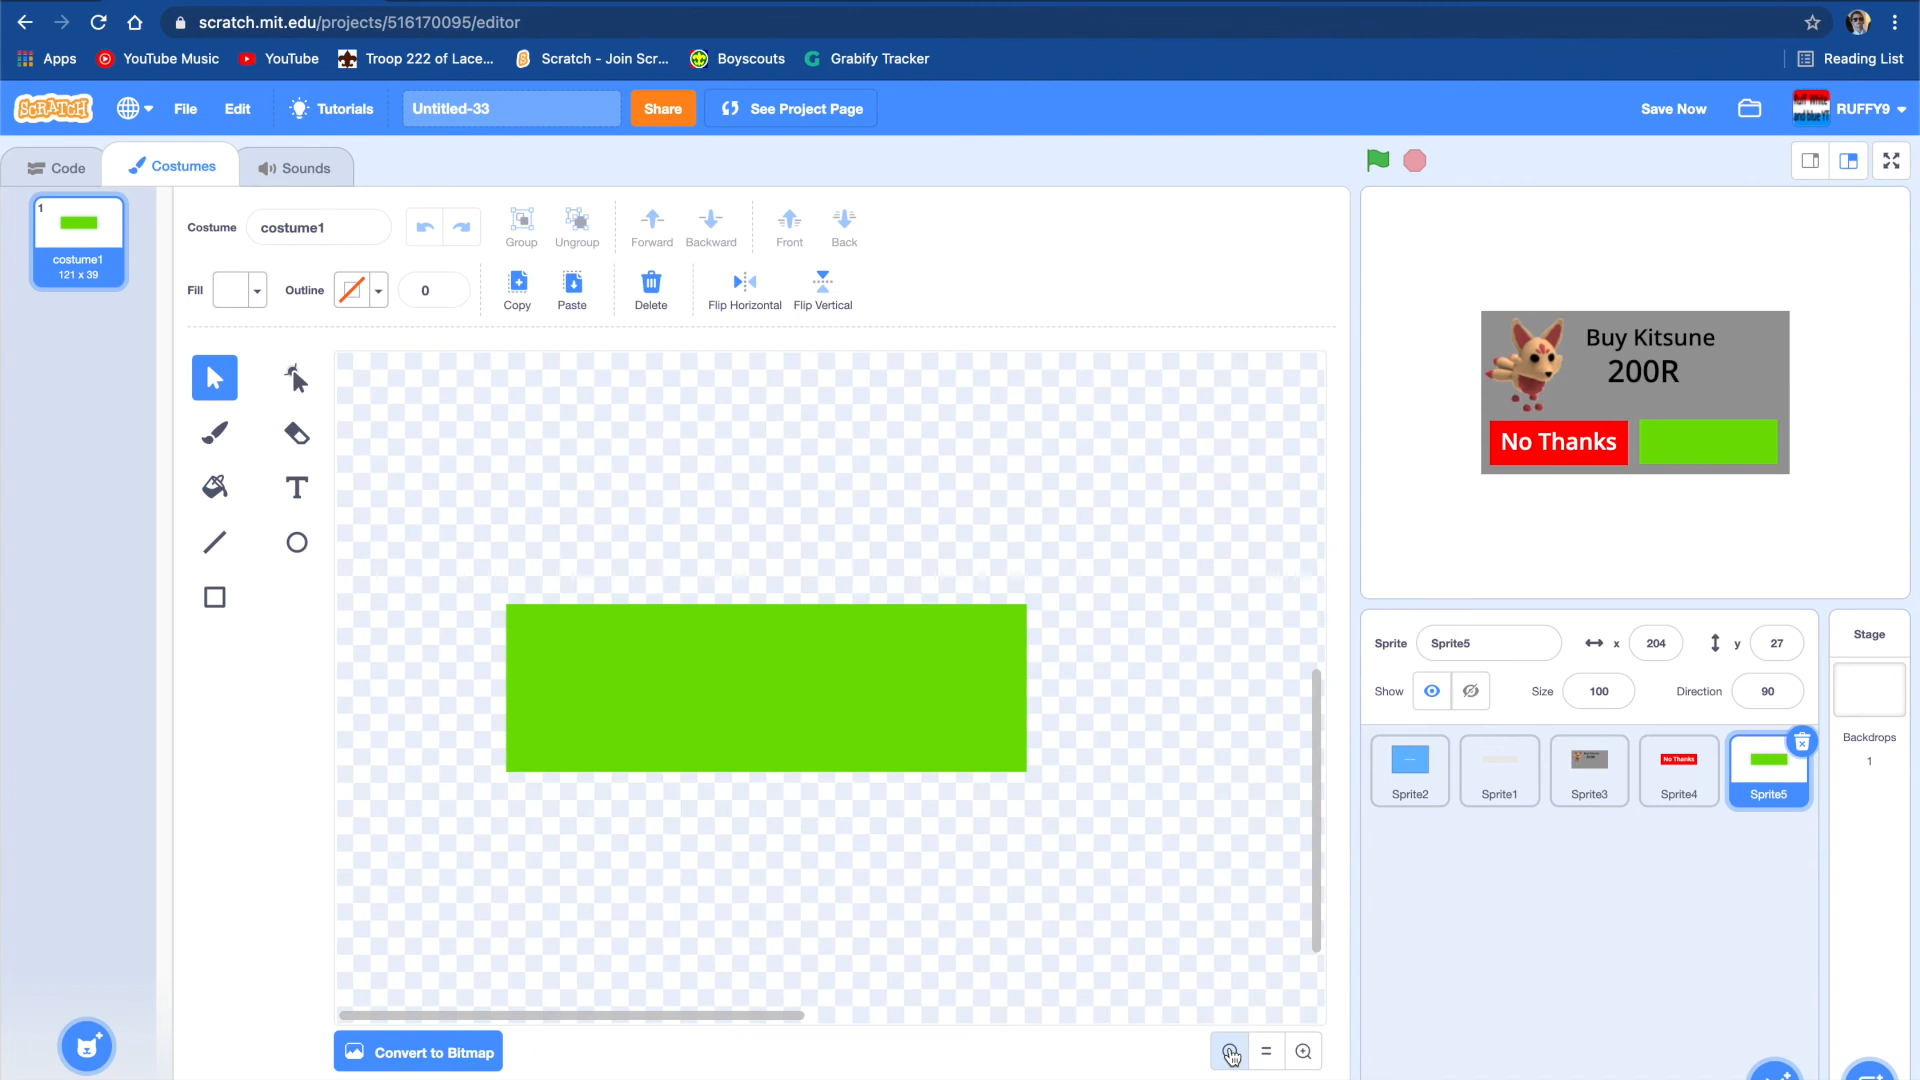 scratch.mit.edu/projects/516170095/editor
Apps YouTube Music YouTube Troop 222 of Lace... Scratch - Join Scr... Boyscouts Grabify Tracker Reading List
SCRATCH File Edit Tutorials Untitled-33 Share See Project Page Save Now RUFFY9
Code Costumes Sounds
1
costume1
121 x 39
Costume costume1 Group Ungroup Forward Backward Front Back
Fill Outline 0 Copy Paste Delete Flip Horizontal Flip Vertical
Buy Kitsune
200R
No Thanks
Sprite Sprite5 x 204 y 27
Show Size 100 Direction 90
Sprite2 Sprite1 Sprite3 Sprite4 Sprite5
No Thanks
Stage
Backdrops
1
Convert to Bitmap